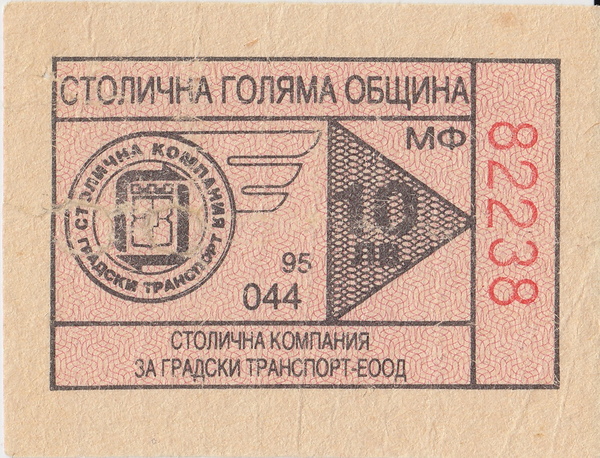 СТОЛИЧНА ГОЛЯМА ОБЩИНА
МФ
82238
СТОЛИЧНА КОМПАНИЯ
ГРАДСКИ ТРАНСПОРТ
10
ЛВ
95
044
СТОЛИЧНА КОМПАНИЯ
ЗА ГРАДСКИ ТРАНСПОРТ-ЕООД